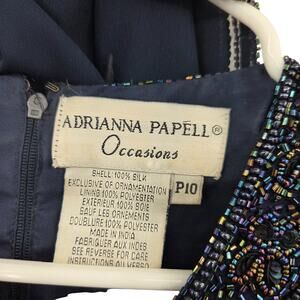 ADRIANNA PAPELL®
Occasions
SHELL: 100% SILK
EXCLUSIVE OF ORNAMENTATION
LINING: 100% POLYESTER
EXTERIEUR: 100% SOIE
SAUF LES ORNEMENTS
DOUBLURE: 100% POLYESTER
MADE IN INDIA
FABRIQUER AUX INDES
SEE REVERSE FOR CARE
INSTRUCTIONS AU VERSO
P10